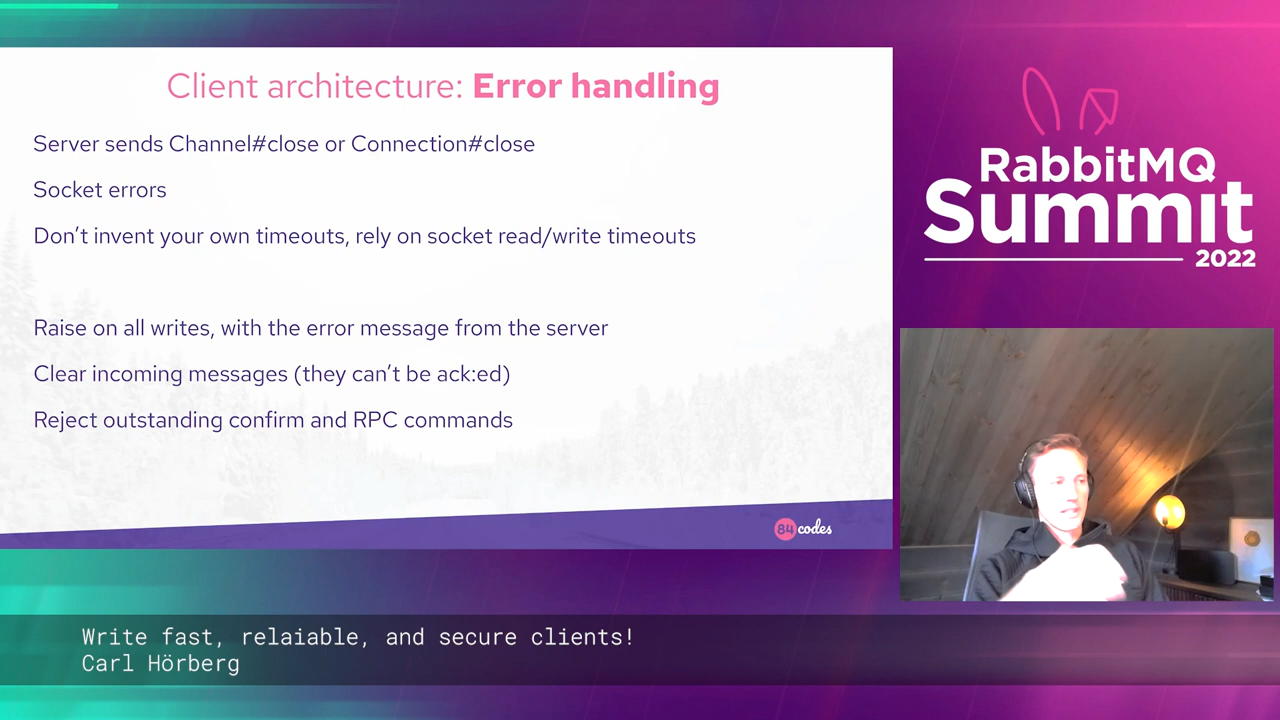 Client architecture: Error handling
Server sends Channel#close or Connection#close
Socket errors
Don't invent your own timeouts, rely on socket read/write timeouts
Raise on all writes, with the error message from the server
Clear incoming messages (they can't be ack:ed)
Reject outstanding confirm and RPC commands
84 codes
RabbitMQ
Summit
2022
Write fast, relaiable, and secure clients!
Carl Hörberg